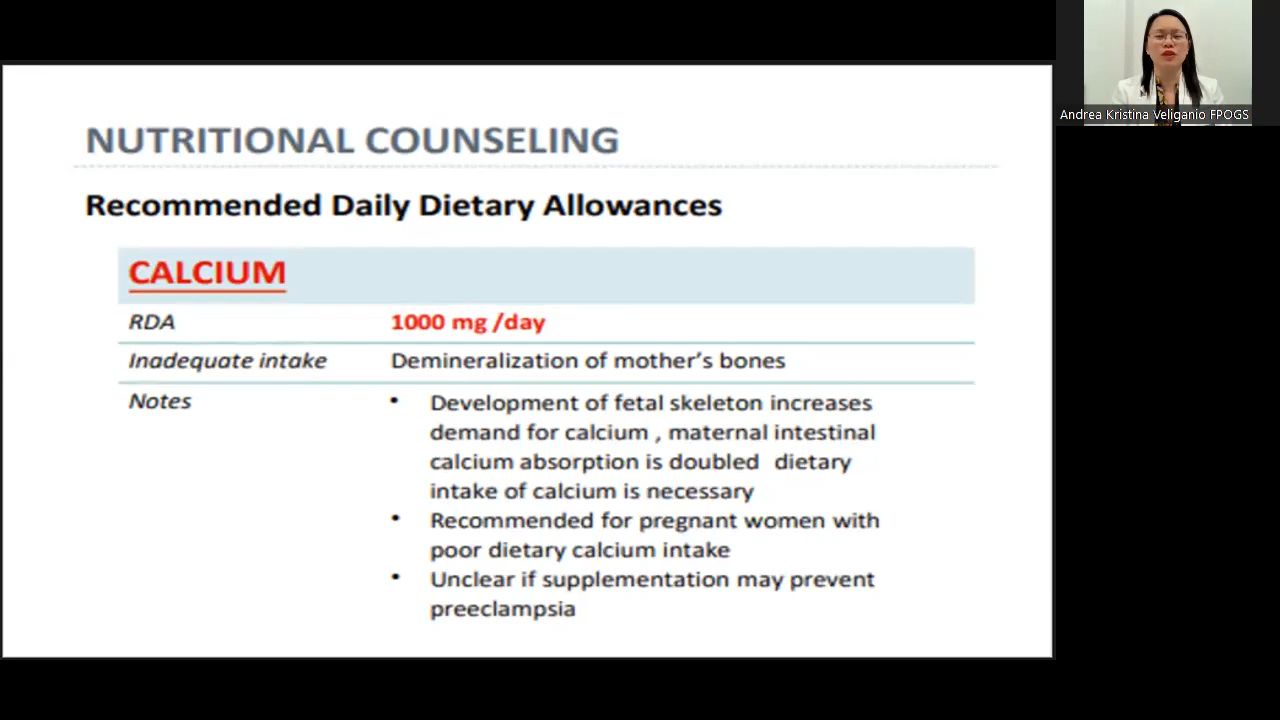 NUTRITIONAL COUNSELING
Recommended Daily Dietary Allowances
CALCIUM
RDA 1000 mg /day
Inadequate intake Demineralization of mother's bones
Notes
• Development of fetal skeleton increases
demand for calcium , maternal intestinal
calcium absorption is doubled dietary
intake of calcium is necessary
• Recommended for pregnant women with
poor dietary calcium intake
• Unclear if supplementation may prevent
preeclampsia
Andrea Kristina Veliganio FPOGS